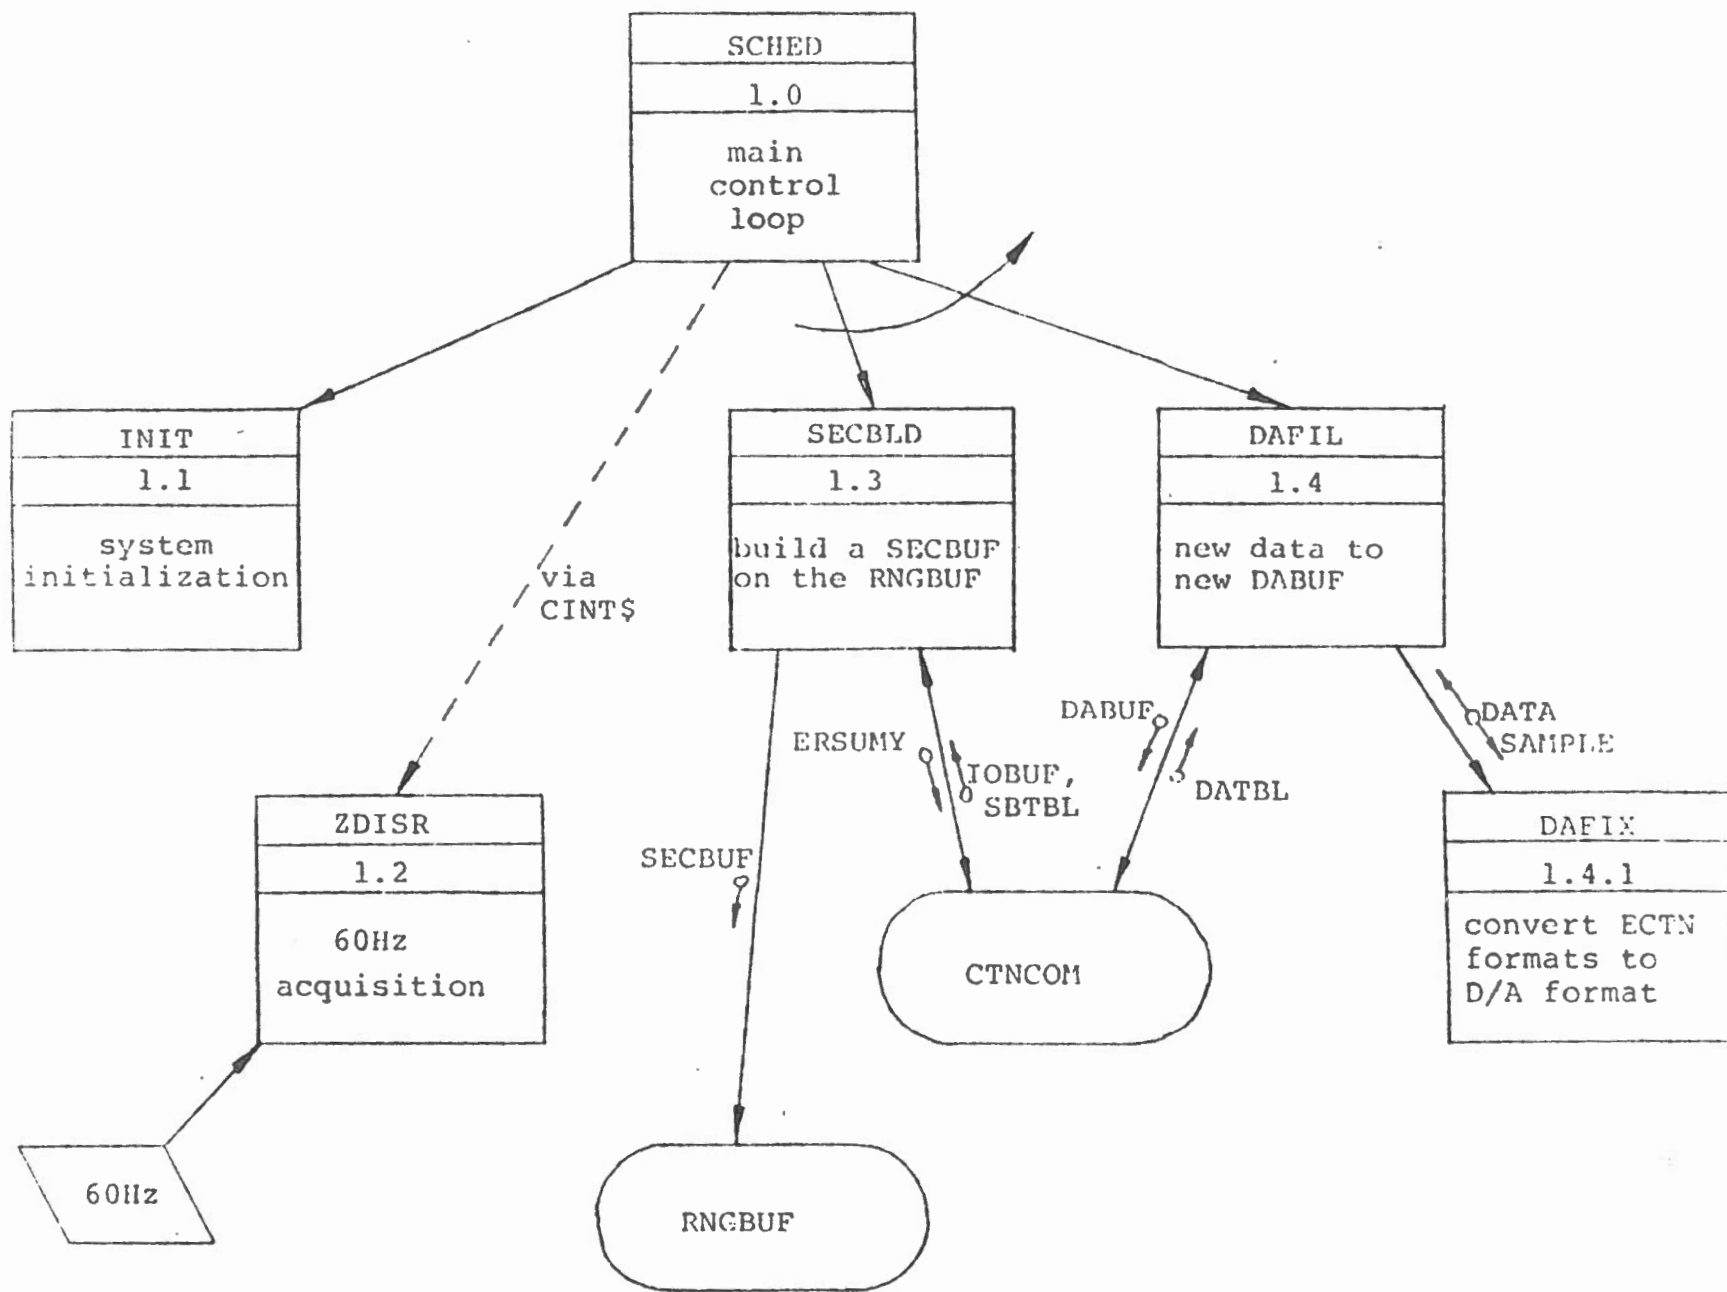 SCHED
1.0
main
control
loop
INIT
1.1
system
initialization
via
CINT$
SECBLD
1.3
build a SECBUF
on the RNGBUF
DAFIL
1.4
new data to
new DABUF
ZDISR
1.2
60Hz
acquisition
60Hz
SECBUF
ERSUMY
IOBUF,
SBTBL
DABUF
DATBL
DATA
SAMPLE
DAFIX
1.4.1
convert ECTN
formats to
D/A format
CTNCOM
RNGBUF